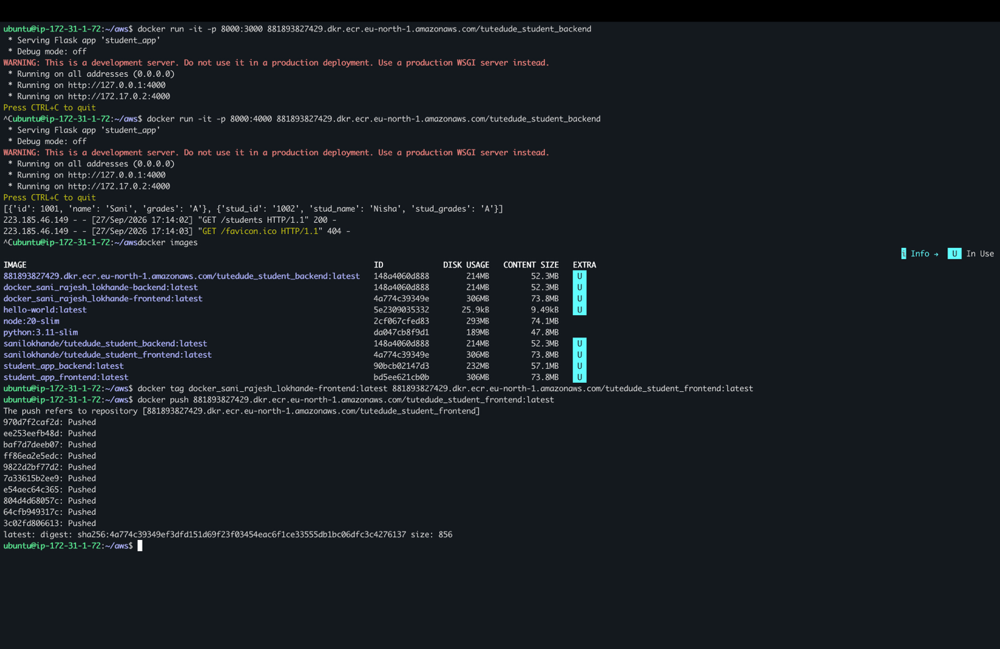 ubuntu@ip-172-31-1-72:~/aws$ docker run -it -p 8000:3000 881893827429.dkr.ecr.eu-north-1.amazonaws.com/tutedude_student_backend
 * Serving Flask app 'student_app'
 * Debug mode: off
WARNING: This is a development server. Do not use it in a production deployment. Use a production WSGI server instead.
 * Running on all addresses (0.0.0.0)
 * Running on http://127.0.0.1:4000
 * Running on http://172.17.0.2:4000
Press CTRL+C to quit
^Cubuntu@ip-172-31-1-72:~/aws$ docker run -it -p 8000:4000 881893827429.dkr.ecr.eu-north-1.amazonaws.com/tutedude_student_backend
 * Serving Flask app 'student_app'
 * Debug mode: off
WARNING: This is a development server. Do not use it in a production deployment. Use a production WSGI server instead.
 * Running on all addresses (0.0.0.0)
 * Running on http://127.0.0.1:4000
 * Running on http://172.17.0.2:4000
Press CTRL+C to quit
[{'id': 1001, 'name': 'Sani', 'grades': 'A'}, {'stud_id': '1002', 'stud_name': 'Nisha', 'stud_grades': 'A'}]
223.185.46.149 - - [27/Sep/2026 17:14:02] "GET /students HTTP/1.1" 200 -
223.185.46.149 - - [27/Sep/2026 17:14:03] "GET /favicon.ico HTTP/1.1" 404 -
^Cubuntu@ip-172-31-1-72:~/awsdocker images
i Info → U In Use
IMAGE ID DISK USAGE CONTENT SIZE EXTRA
881893827429.dkr.ecr.eu-north-1.amazonaws.com/tutedude_student_backend:latest 148a4060d888 214MB 52.3MB U
docker_sani_rajesh_lokhande-backend:latest 148a4060d888 214MB 52.3MB U
docker_sani_rajesh_lokhande-frontend:latest 4a774c39349e 306MB 73.8MB U
hello-world:latest 5e2309035332 25.9kB 9.49kB U
node:20-slim 2cf067cfed83 293MB 74.1MB
python:3.11-slim da047cb8f9d1 189MB 47.8MB
sanilokhande/tutedude_student_backend:latest 148a4060d888 214MB 52.3MB U
sanilokhande/tutedude_student_frontend:latest 4a774c39349e 306MB 73.8MB U
student_app_backend:latest 90bcb02147d3 232MB 57.1MB U
student_app_frontend:latest bd5ee621cb0b 306MB 73.8MB U
ubuntu@ip-172-31-1-72:~/aws$ docker tag docker_sani_rajesh_lokhande-frontend:latest 881893827429.dkr.ecr.eu-north-1.amazonaws.com/tutedude_student_frontend:latest
ubuntu@ip-172-31-1-72:~/aws$ docker push 881893827429.dkr.ecr.eu-north-1.amazonaws.com/tutedude_student_frontend:latest
The push refers to repository [881893827429.dkr.ecr.eu-north-1.amazonaws.com/tutedude_student_frontend]
970d7f2caf2d: Pushed
ee253eefb48d: Pushed
baf7d7deeb07: Pushed
ff86ea2e5edc: Pushed
9822d2bf77d2: Pushed
7a33615b2ee9: Pushed
e54aec64c365: Pushed
804d4d68057c: Pushed
64cfb949317c: Pushed
3c02fd806613: Pushed
latest: digest: sha256:4a774c39349ef3dfd151d69f23f03454eac6f1ce33555db1bc06dfc3c4276137 size: 856
ubuntu@ip-172-31-1-72:~/aws$